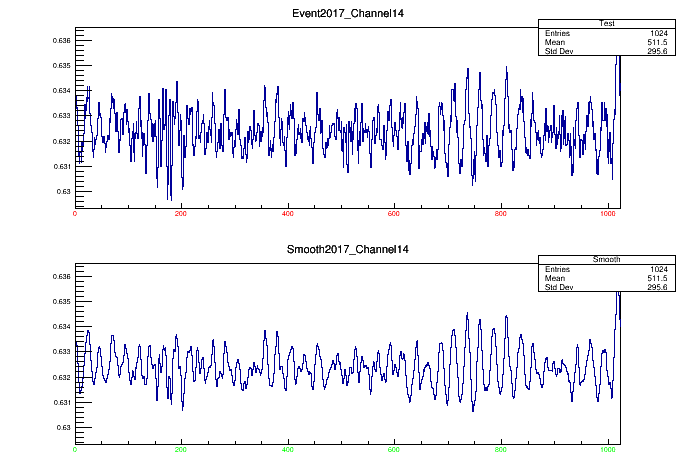 Event2017_Channel14
Test
Entries 1024
Mean 511.5
Std Dev 295.6
0.636
0.635
0.634
0.633
0.632
0.631
0.63
0 200 400 600 800 1000
Smooth2017_Channel14
Smooth
Entries 1024
Mean 511.5
Std Dev 295.6
0.636
0.635
0.634
0.633
0.632
0.631
0.63
0 200 400 600 800 1000